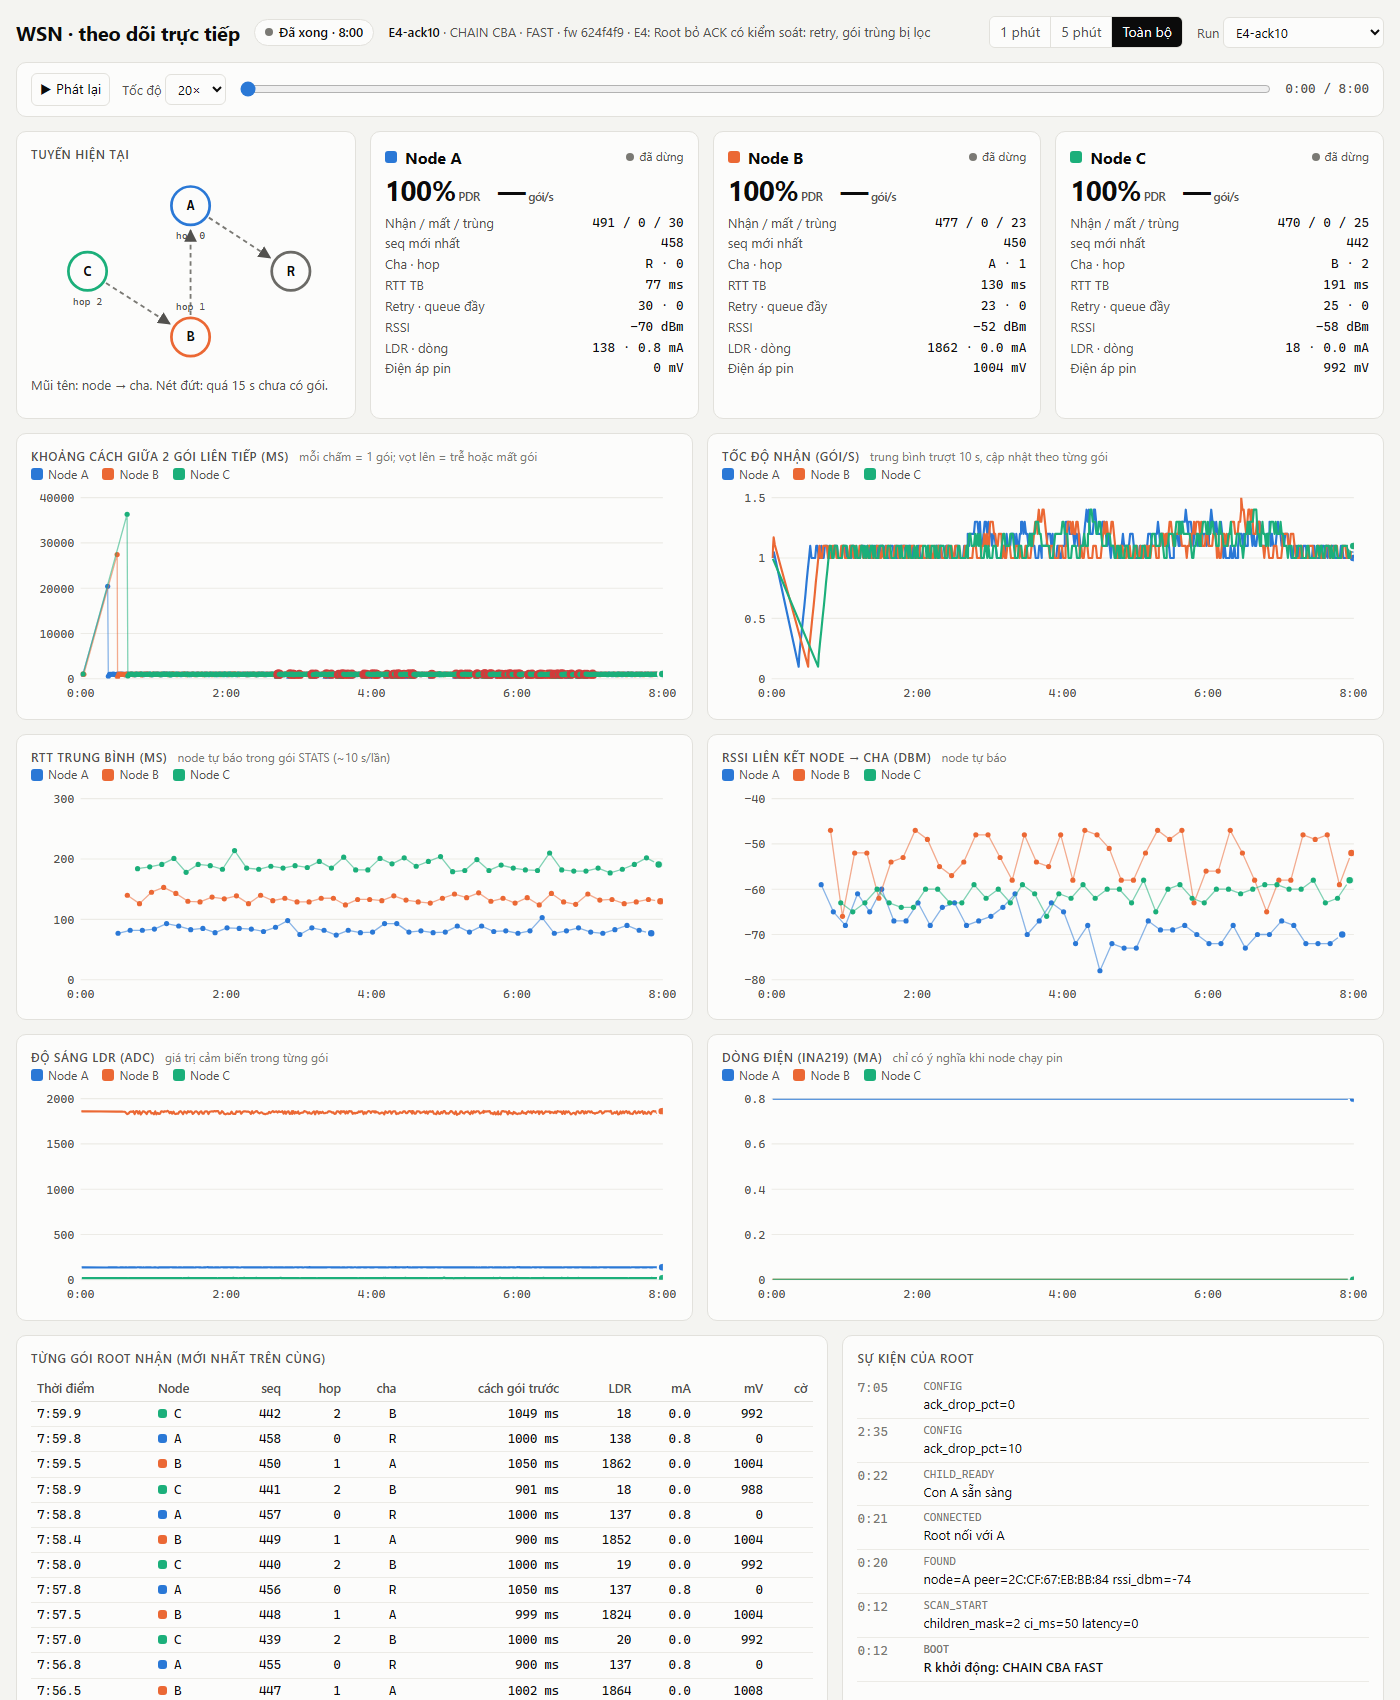 WSN · theo dõi trực tiếp
Đã xong · 8:00
E4-ack10 · CHAIN CBA · FAST · fw 624f4f9 · E4: Root bỏ ACK có kiểm soát: retry, gói trùng bị lọc
1 phút 5 phút Toàn bộ
Run E4-ack10
▶ Phát lại Tốc độ 20× 0:00 / 8:00
TUYẾN HIỆN TẠI
A
hop 0
C
R
hop 2
hop 1
B
Mũi tên: node → cha. Nét đứt: quá 15 s chưa có gói.
Node A đã dừng
100% PDR — gói/s
Nhận / mất / trùng 491 / 0 / 30
seq mới nhất 458
Cha · hop R · 0
RTT TB 77 ms
Retry · queue đầy 30 · 0
RSSI −70 dBm
LDR · dòng 138 · 0.8 mA
Điện áp pin 0 mV
Node B đã dừng
100% PDR — gói/s
Nhận / mất / trùng 477 / 0 / 23
seq mới nhất 450
Cha · hop A · 1
RTT TB 130 ms
Retry · queue đầy 23 · 0
RSSI −52 dBm
LDR · dòng 1862 · 0.0 mA
Điện áp pin 1004 mV
Node C đã dừng
100% PDR — gói/s
Nhận / mất / trùng 470 / 0 / 25
seq mới nhất 442
Cha · hop B · 2
RTT TB 191 ms
Retry · queue đầy 25 · 0
RSSI −58 dBm
LDR · dòng 18 · 0.0 mA
Điện áp pin 992 mV
KHOẢNG CÁCH GIỮA 2 GÓI LIÊN TIẾP (MS) mỗi chấm = 1 gói; vọt lên = trễ hoặc mất gói
Node A Node B Node C
40000
30000
20000
10000
0
0:00 2:00 4:00 6:00 8:00
TỐC ĐỘ NHẬN (GÓI/S) trung bình trượt 10 s, cập nhật theo từng gói
Node A Node B Node C
1.5
1
0.5
0
0:00 2:00 4:00 6:00 8:00
RTT TRUNG BÌNH (MS) node tự báo trong gói STATS (~10 s/lần)
Node A Node B Node C
300
200
100
0
0:00 2:00 4:00 6:00 8:00
RSSI LIÊN KẾT NODE → CHA (DBM) node tự báo
Node A Node B Node C
−40
−50
−60
−70
−80
0:00 2:00 4:00 6:00 8:00
ĐỘ SÁNG LDR (ADC) giá trị cảm biến trong từng gói
Node A Node B Node C
2000
1500
1000
500
0
0:00 2:00 4:00 6:00 8:00
DÒNG ĐIỆN (INA219) (MA) chỉ có ý nghĩa khi node chạy pin
Node A Node B Node C
0.8
0.6
0.4
0.2
0
0:00 2:00 4:00 6:00 8:00
TỪNG GÓI ROOT NHẬN (MỚI NHẤT TRÊN CÙNG)
Thời điểm Node seq hop cha cách gói trước LDR mA mV cờ
7:59.9 C 442 2 B 1049 ms 18 0.0 992
7:59.8 A 458 0 R 1000 ms 138 0.8 0
7:59.5 B 450 1 A 1050 ms 1862 0.0 1004
7:58.9 C 441 2 B 901 ms 18 0.0 988
7:58.8 A 457 0 R 1000 ms 137 0.8 0
7:58.4 B 449 1 A 900 ms 1852 0.0 1004
7:58.0 C 440 2 B 1000 ms 19 0.0 992
7:57.8 A 456 0 R 1050 ms 137 0.8 0
7:57.5 B 448 1 A 999 ms 1824 0.0 1004
7:57.0 C 439 2 B 1000 ms 20 0.0 992
7:56.8 A 455 0 R 900 ms 137 0.8 0
7:56.5 B 447 1 A 1002 ms 1864 0.0 1008
SỰ KIỆN CỦA ROOT
7:05 CONFIG
ack_drop_pct=0
2:35 CONFIG
ack_drop_pct=10
0:22 CHILD_READY
Con A sẵn sàng
0:21 CONNECTED
Root nối với A
0:20 FOUND
node=A peer=2C:CF:67:EB:BB:84 rssi_dbm=-74
0:12 SCAN_START
children_mask=2 ci_ms=50 latency=0
0:12 BOOT
R khởi động: CHAIN CBA FAST